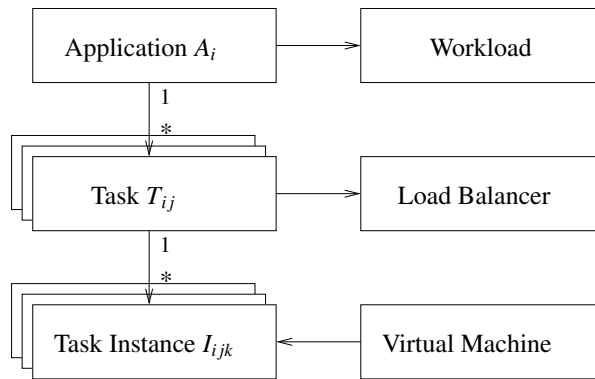 Application A_i
Workload
1
*
Task T_ij
Load Balancer
1
*
Task Instance I_ijk
Virtual Machine